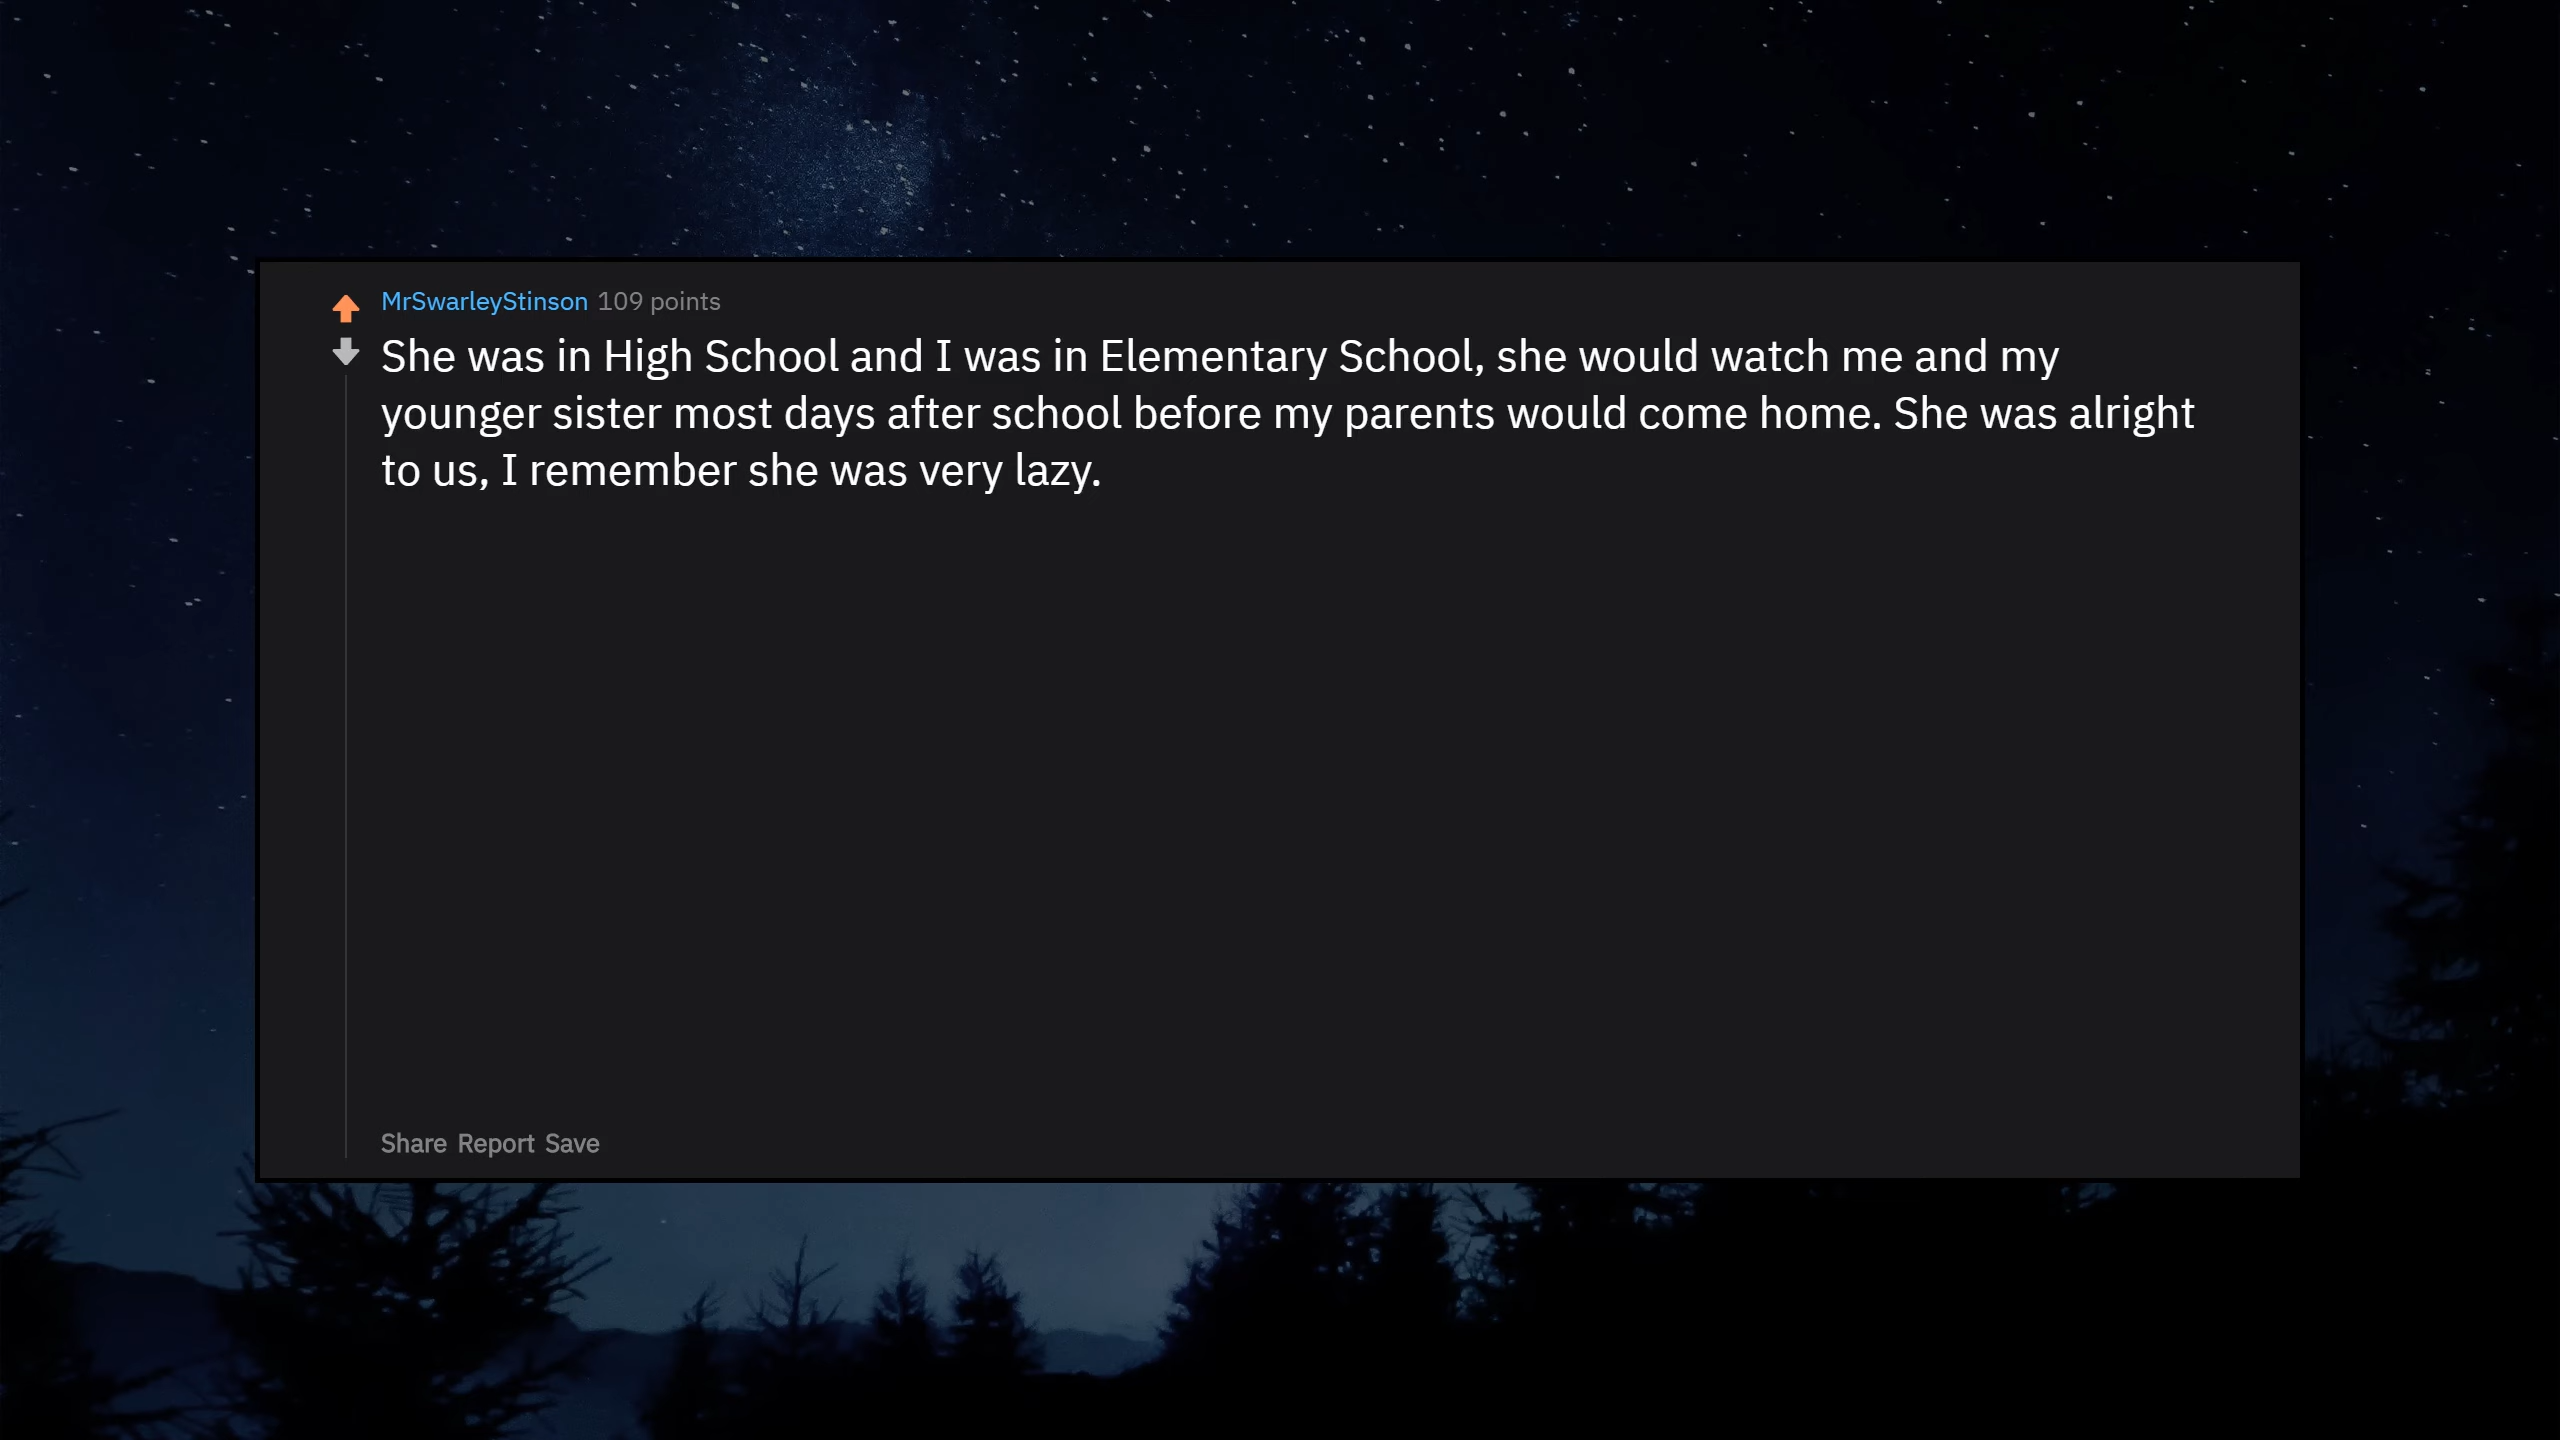 MrSwarleyStinson 109 points
She was in High School and I was in Elementary School, she would watch me and my
younger sister most days after school before my parents would come home. She was alright
to us, I remember she was very lazy.
Share Report Save